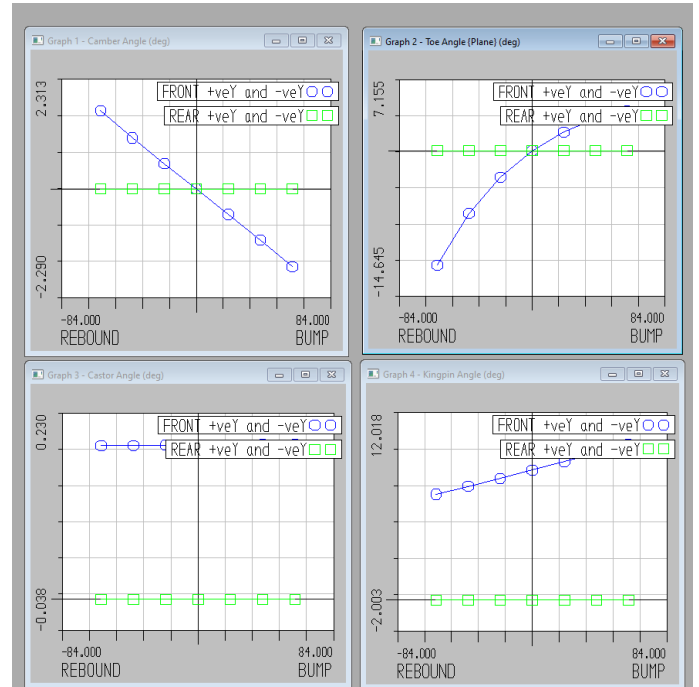 Graph 1 - Camber Angle (deg)
2.313
FRONT +veY and -veY
REAR +veY and -veY
-2.290
-84.000
84.000
REBOUND
BUMP
Graph 2 - Toe Angle {Plane} (deg)
7.155
FRONT +veY and -veY
REAR +veY and -veY
-14.645
-84.000
84.000
REBOUND
BUMP
Graph 3 - Castor Angle (deg)
0.230
FRONT +veY and -veY
REAR +veY and -veY
-0.038
-84.000
84.000
REBOUND
BUMP
Graph 4 - Kingpin Angle (deg)
12.018
FRONT +veY and -veY
REAR +veY and -veY
-2.003
-84.000
84.000
REBOUND
BUMP